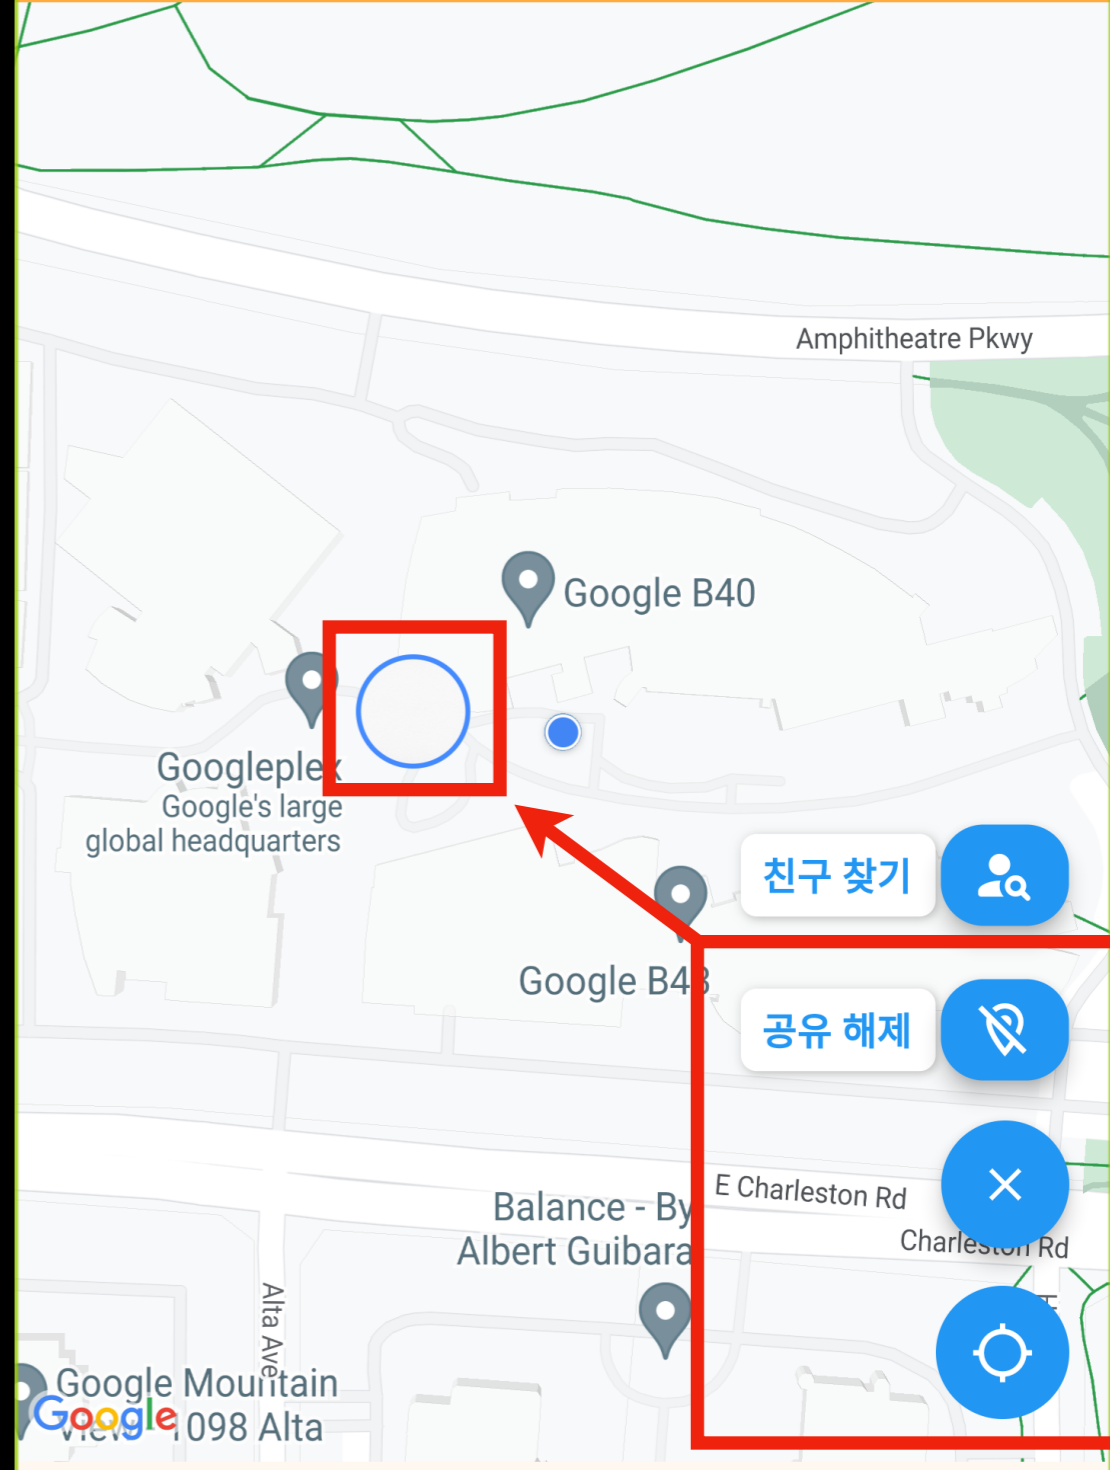 Amphitheatre Pkwy
Google B40
Googleplex
Google's large
global headquarters
친구 찾기
Google B43
공유 해제
E Charleston Rd
Balance - By
Albert Guibara
Charleston Rd
Alta Ave
Google Mountain
View - 1098 Alta
Google